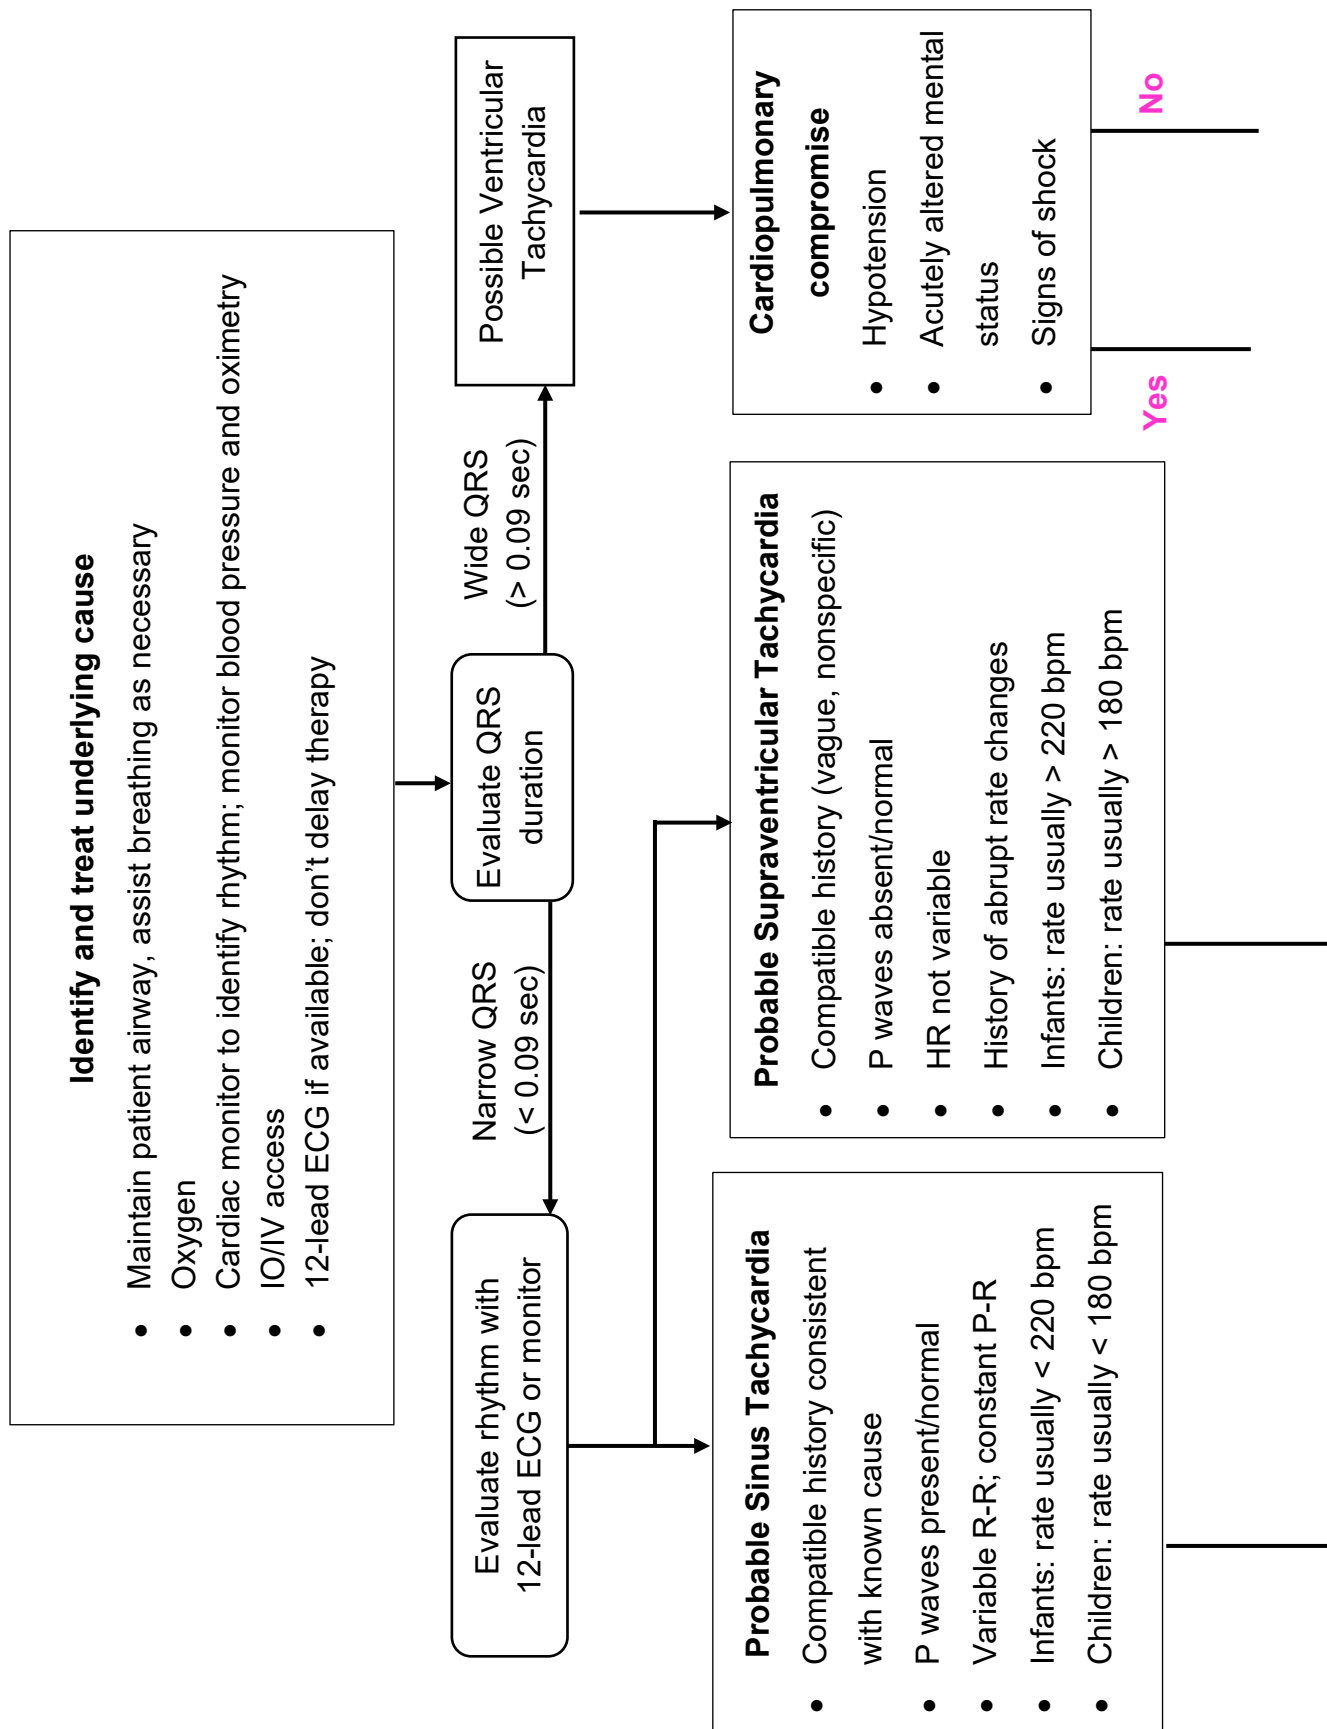 Identify and treat underlying cause
• Maintain patient airway, assist breathing as necessary
• Oxygen
• Cardiac monitor to identify rhythm; monitor blood pressure and oximetry
• IO/IV access
• 12-lead ECG if available; don't delay therapy
Narrow QRS
(< 0.09 sec)
Evaluate QRS
duration
Wide QRS
(> 0.09 sec)
Evaluate rhythm with
12-lead ECG or monitor
Possible Ventricular
Tachycardia
Probable Sinus Tachycardia
• Compatible history consistent
with known cause
• P waves present/normal
• Variable R-R; constant P-R
• Infants: rate usually < 220 bpm
• Children: rate usually < 180 bpm
Probable Supraventricular Tachycardia
• Compatible history (vague, nonspecific)
• P waves absent/normal
• HR not variable
• History of abrupt rate changes
• Infants: rate usually > 220 bpm
• Children: rate usually > 180 bpm
Cardiopulmonary
compromise
• Hypotension
• Acutely altered mental
status
• Signs of shock
Yes
No